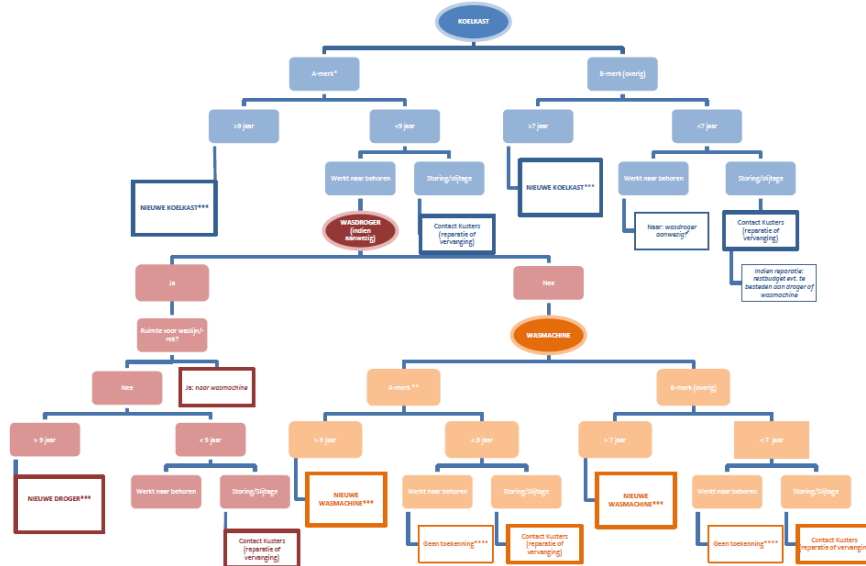 KOELKAST
A-merk*
B-merk (overig)
>9 jaar
<9 jaar
>7 jaar
<7 jaar
Werkt naar behoren
Storing/slijtage
Werkt naar behoren
Storing/slijtage
NIEUWE KOELKAST***
NIEUWE KOELKAST***
WASDROGER
(indien
aanwezig)
Contact Kusters
(reparatie of
vervanging)
Naar: wasdroger
aanwezig?
Contact Kusters
(reparatie of
vervanging)
Ja
Nee
Indien reparatie:
restbudget evt. te
besteden aan droger of
wasmachine
Ruimte voor waslijn/-
rek?
WASMACHINE
Nee
Ja: naar wasmachine
A-merk **
B-merk (overig)
> 9 jaar
< 9 jaar
> 9 jaar
< 9 jaar
> 7 jaar
< 7 jaar
NIEUWE DROGER***
Werkt naar behoren
Storing/Slijtage
NIEUWE
WASMACHINE***
Werkt naar behoren
Storing/Slijtage
NIEUWE
WASMACHINE***
Werkt naar behoren
Storing/Slijtage
Contact Kusters
(reparatie of
vervanging)
Geen toekenning****
Contact Kusters
(reparatie of
vervanging)
Geen toekenning****
Contact Kusters
(reparatie of vervanging)